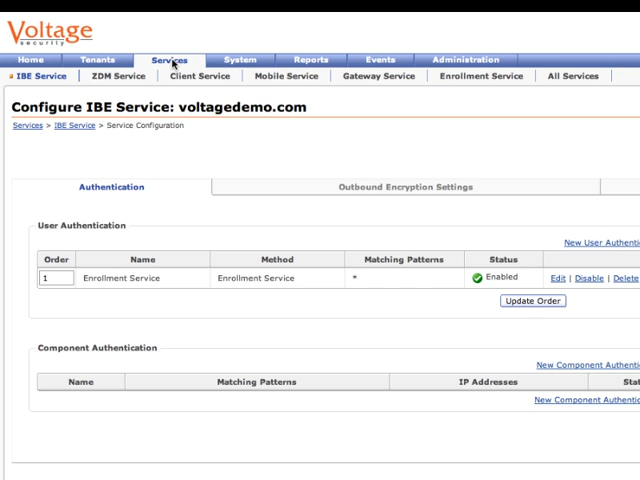 Voltage
security
Home Tenants Services System Reports Events Administration
IBE Service ZDM Service Client Service Mobile Service Gateway Service Enrollment Service All Services
Configure IBE Service: voltagedemo.com
Services > IBE Service > Service Configuration
Authentication Outbound Encryption Settings
User Authentication
New User Authenti
Order Name Method Matching Patterns Status
1 Enrollment Service Enrollment Service * Enabled Edit | Disable | Delete
Update Order
Component Authentication
New Component Authenti
Name Matching Patterns IP Addresses Stat
New Component Authenti